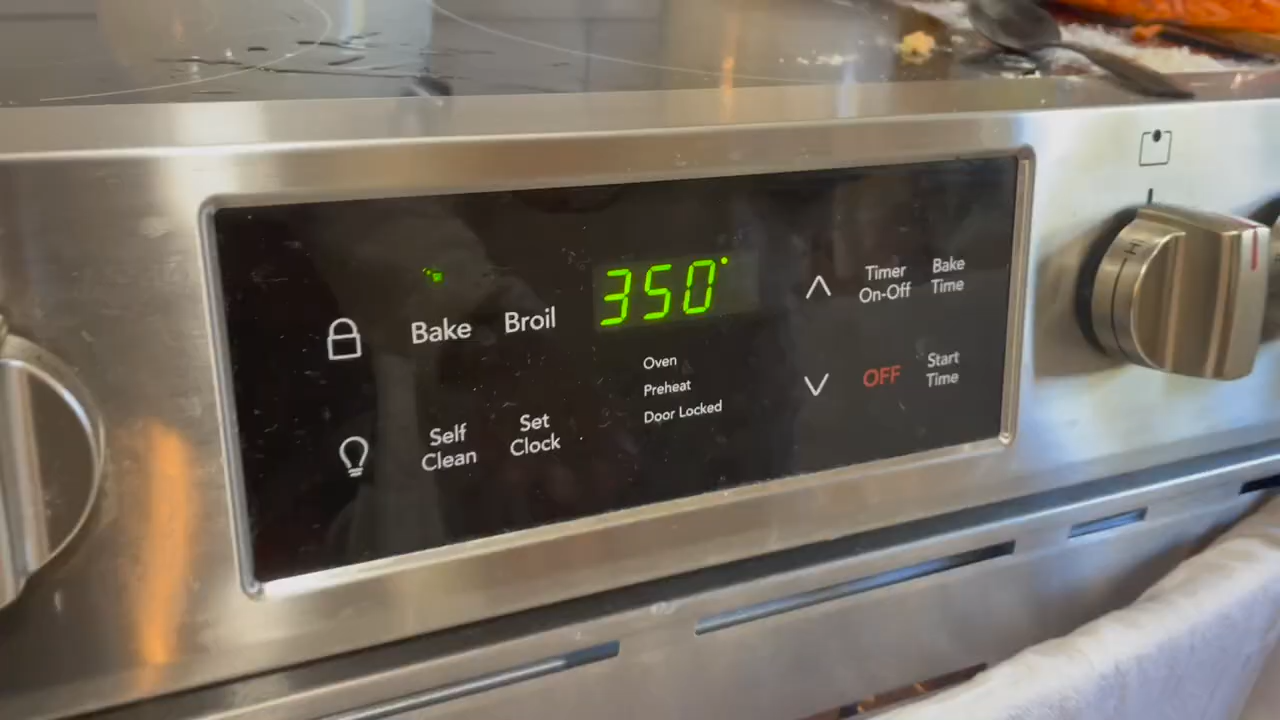 350°
Bake
Broil
Oven
Preheat
Door Locked
Self
Clean
Set
Clock
Timer
On-Off
Bake
Time
OFF
Start
Time
HI